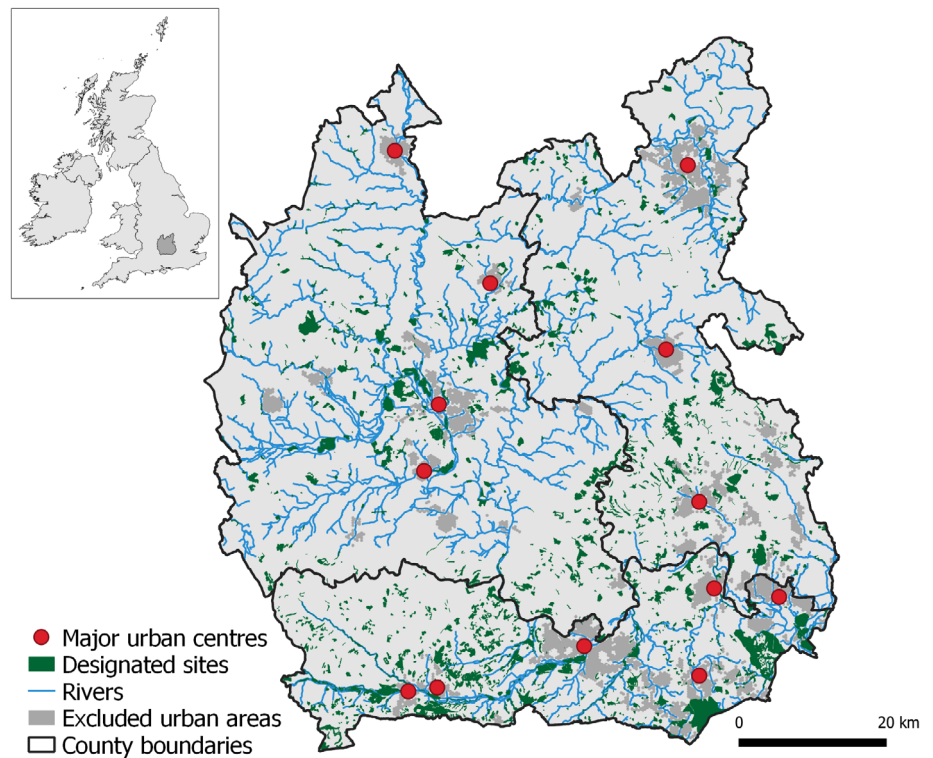 Major urban centres
Designated sites
Rivers
Excluded urban areas
County boundaries
0 20 km